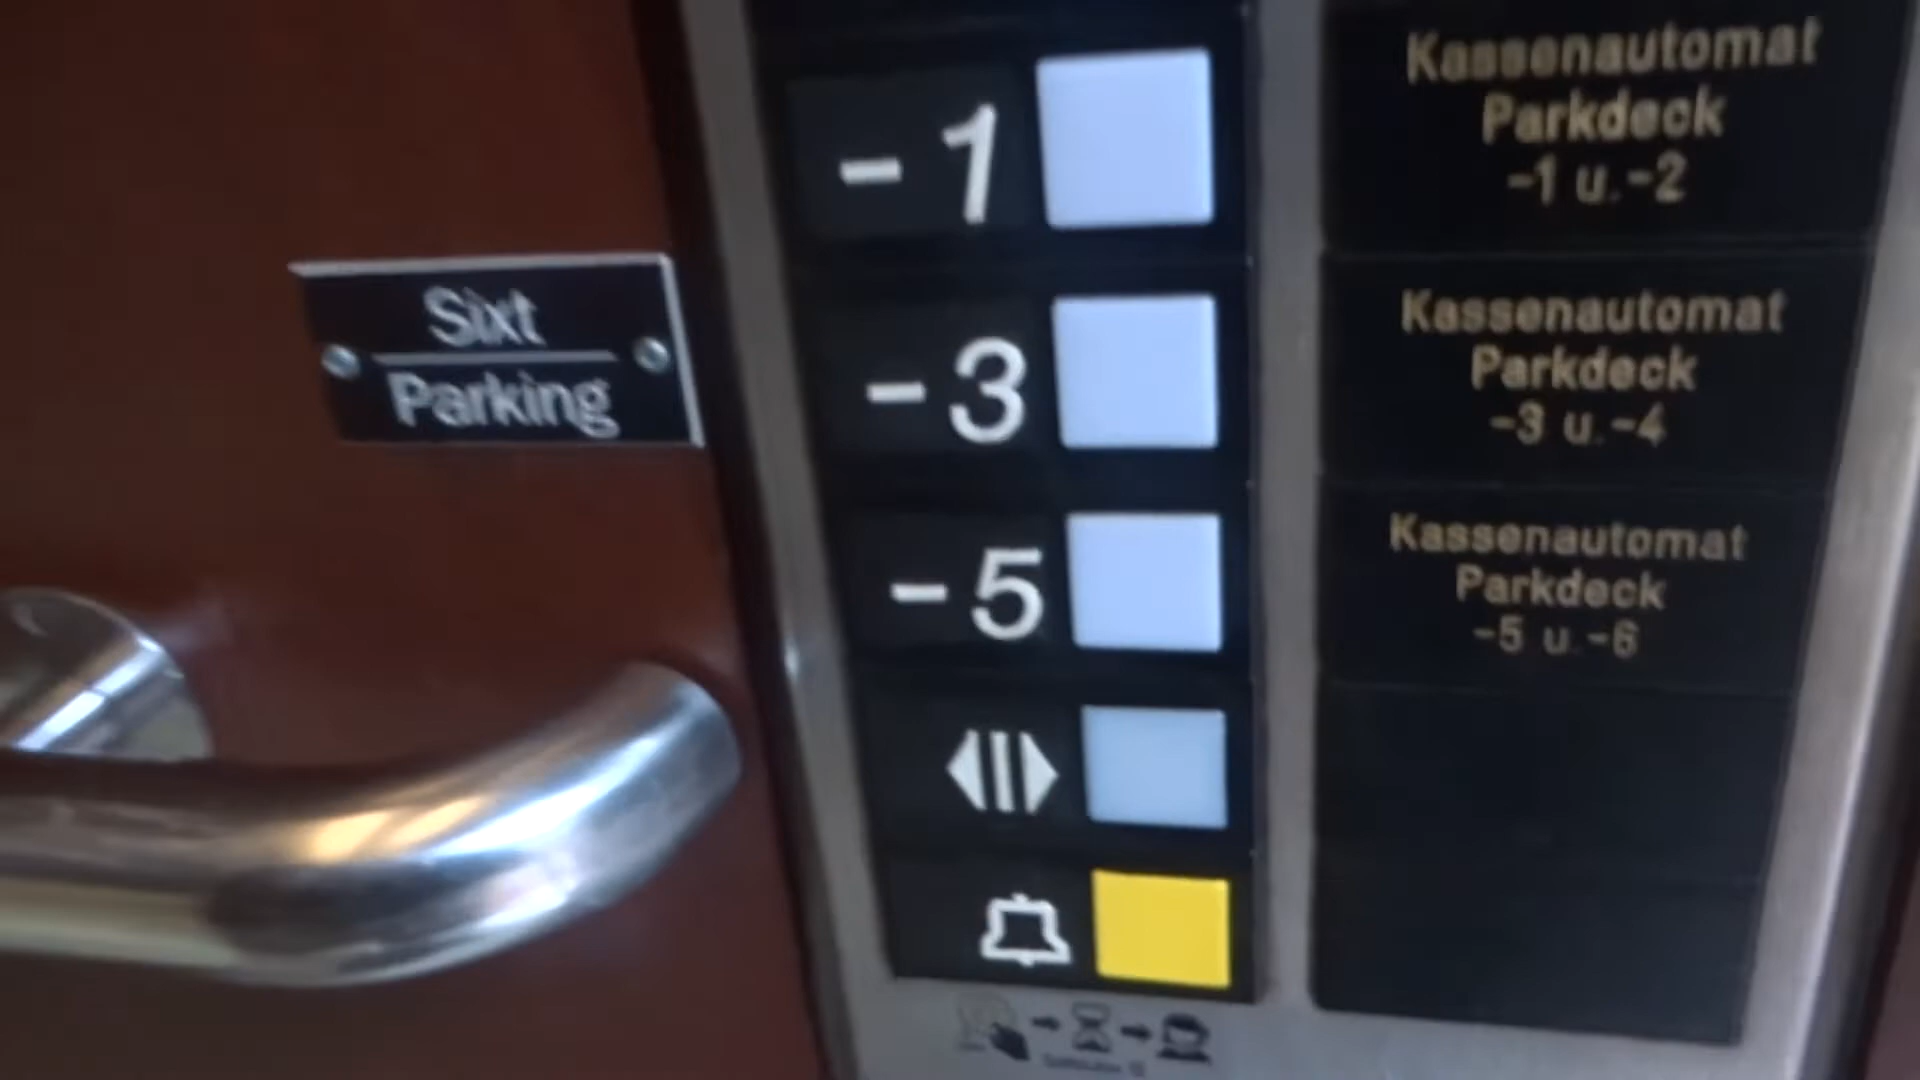 Sixt
Parking
-1
-3
-5
Kassenautomat
Parkdeck
-1 u.-2
Kassenautomat
Parkdeck
-3 u.-4
Kassenautomat
Parkdeck
-5 u.-6